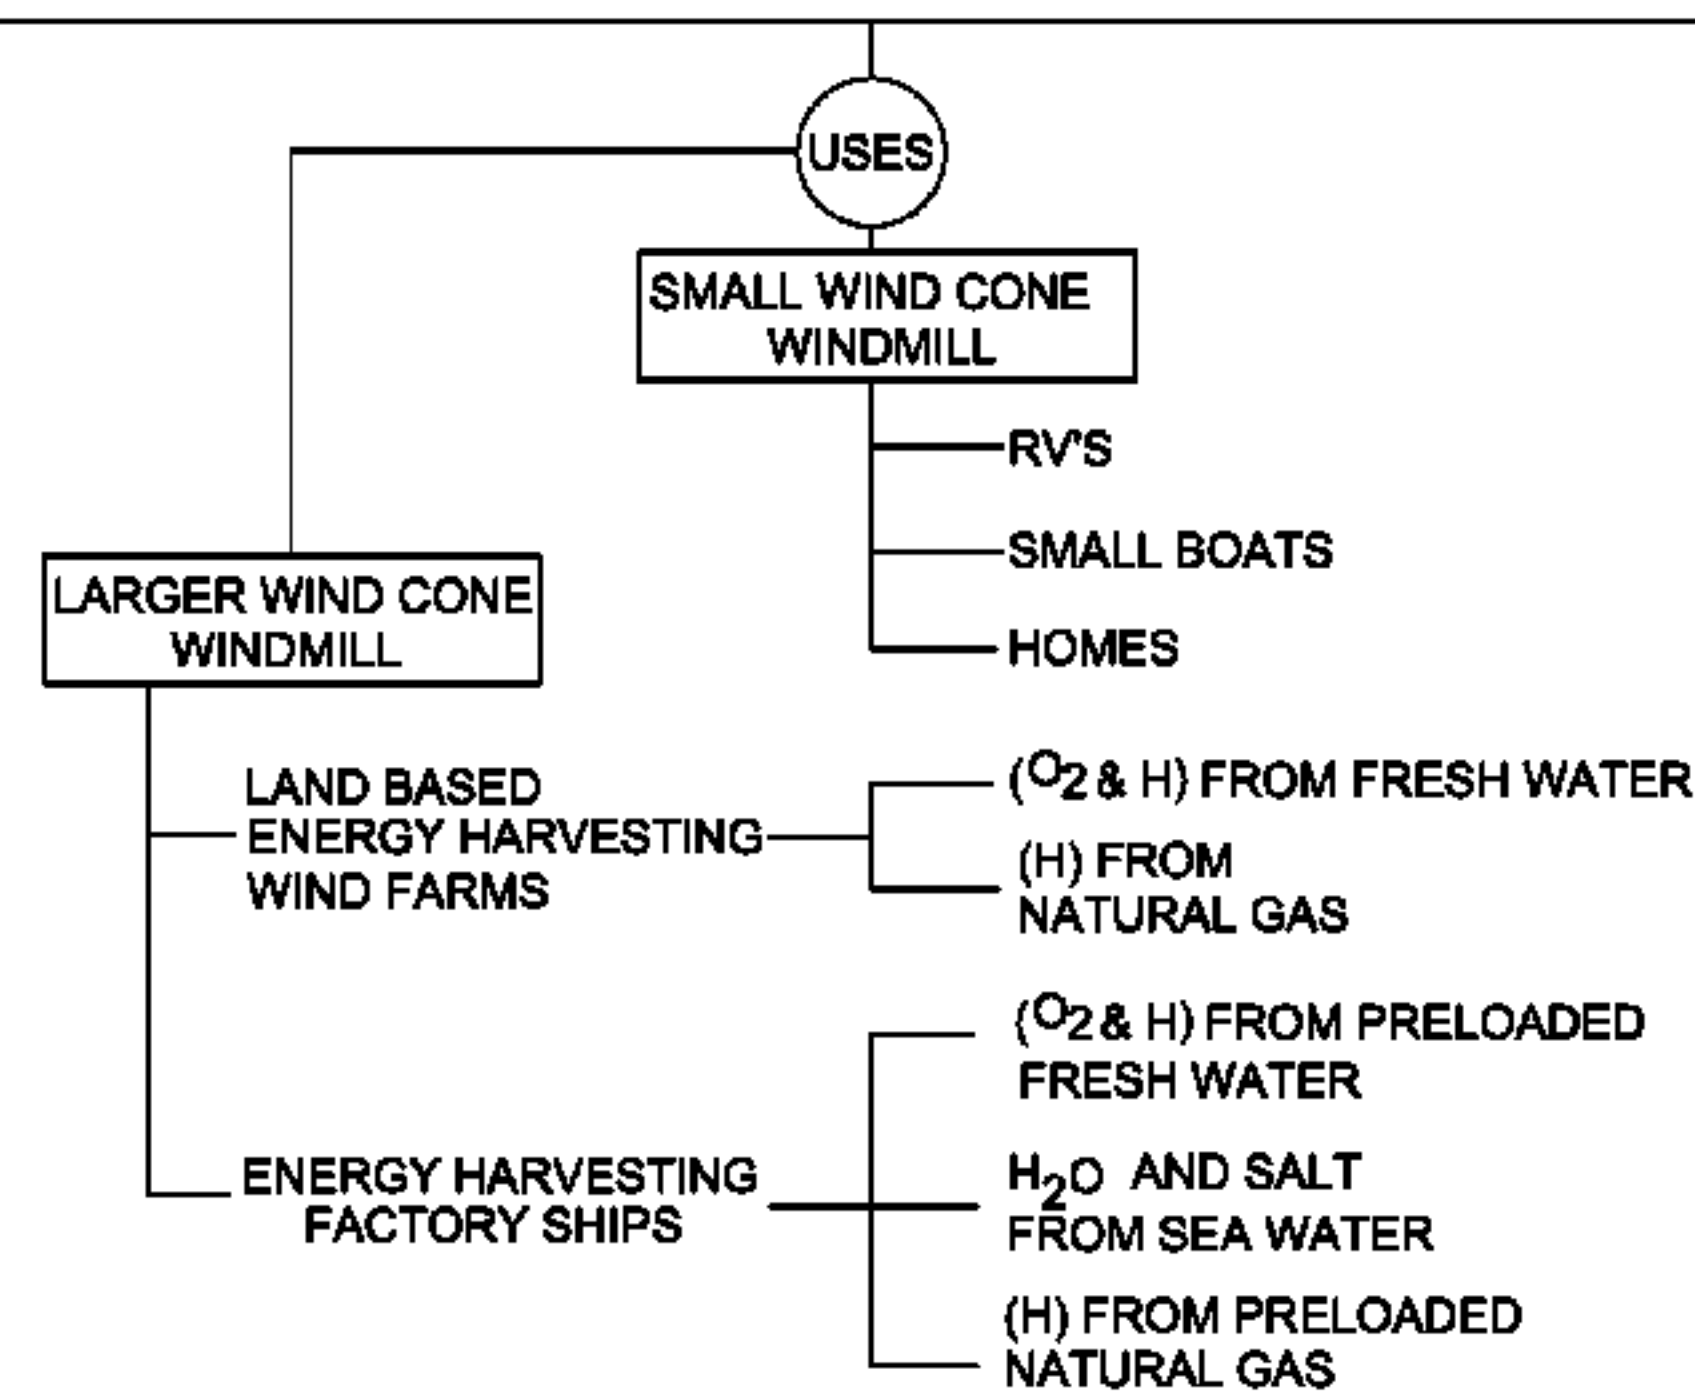 USES
SMALL WIND CONE
WINDMILL
RV'S
SMALL BOATS
HOMES
LARGER WIND CONE
WINDMILL
LAND BASED
ENERGY HARVESTING
WIND FARMS
(O2 & H) FROM FRESH WATER
(H) FROM
NATURAL GAS
ENERGY HARVESTING
FACTORY SHIPS
(O2 & H) FROM PRELOADED
FRESH WATER
H2O AND SALT
FROM SEA WATER
(H) FROM PRELOADED
NATURAL GAS